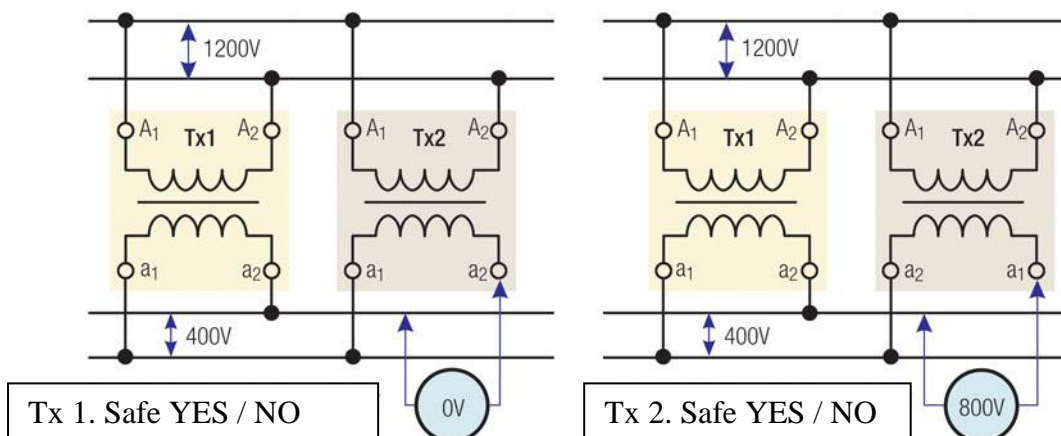 1200V
A₁ Tx1 A₂ A₁ Tx2 A₂
a₁ a₂ a₁ a₂
400V
0V
Tx 1. Safe YES / NO
1200V
A₁ Tx1 A₂ A₁ Tx2 A₂
a₁ a₂ a₂ a₁
400V
800V
Tx 2. Safe YES / NO